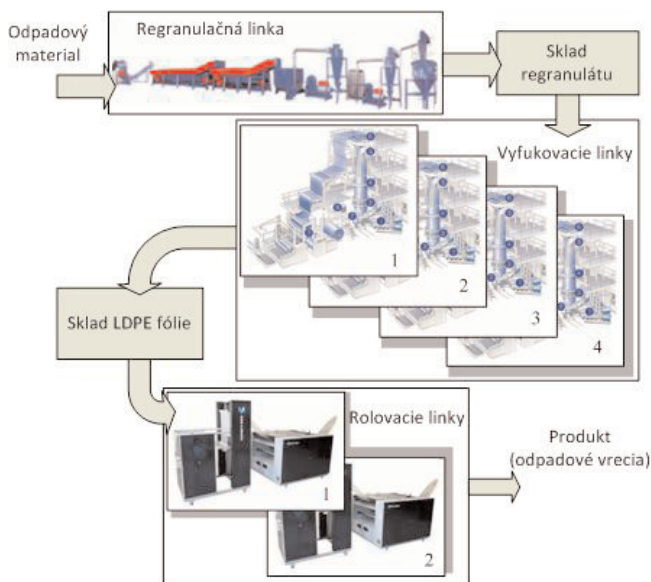 Odpadový
material
Regranulačná linka
Sklad
regranulátu
Vyfukovacie linky
1
2
3
4
Sklad LDPE fólie
Rolovacie linky
1
2
Produkt
(odpadové vrecia)